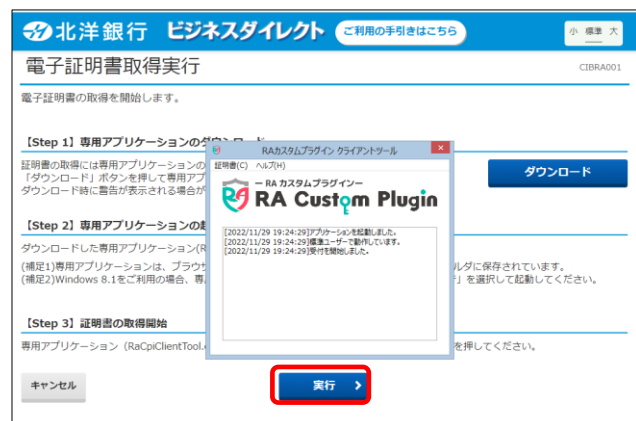 北洋銀行 ビジネスダイレクト ご利用の手引きはこちら 小 標準 大
電子証明書取得実行 CIBRA001
電子証明書の取得を開始します。
【Step 1】専用アプリケーションのダウンロード
証明書の取得には専用アプリケーションの
「ダウンロード」ボタンを押して専用アプ
ダウンロード時に警告が表示される場合が
ダウンロード
RAカスタムプラグイン クライアントツール
証明書(C) ヘルプ(H)
RA カスタムプラグイン
RA Custom Plugin
[2022/11/29 19:24:29]アプリケーションを起動しました。
[2022/11/29 19:24:29]標準ユーザーで動作しています。
[2022/11/29 19:24:29]受付を開始しました。
【Step 2】専用アプリケーションの起
ダウンロードした専用アプリケーション(R
(補足1)専用アプリケーションは、ブラウザ ルダに保存されています。
(補足2)Windows 8.1をご利用の場合、専 」を選択して起動してください。
【Step 3】証明書の取得開始
専用アプリケーション（RaCpiClientTool. を押してください。
キャンセル 実行